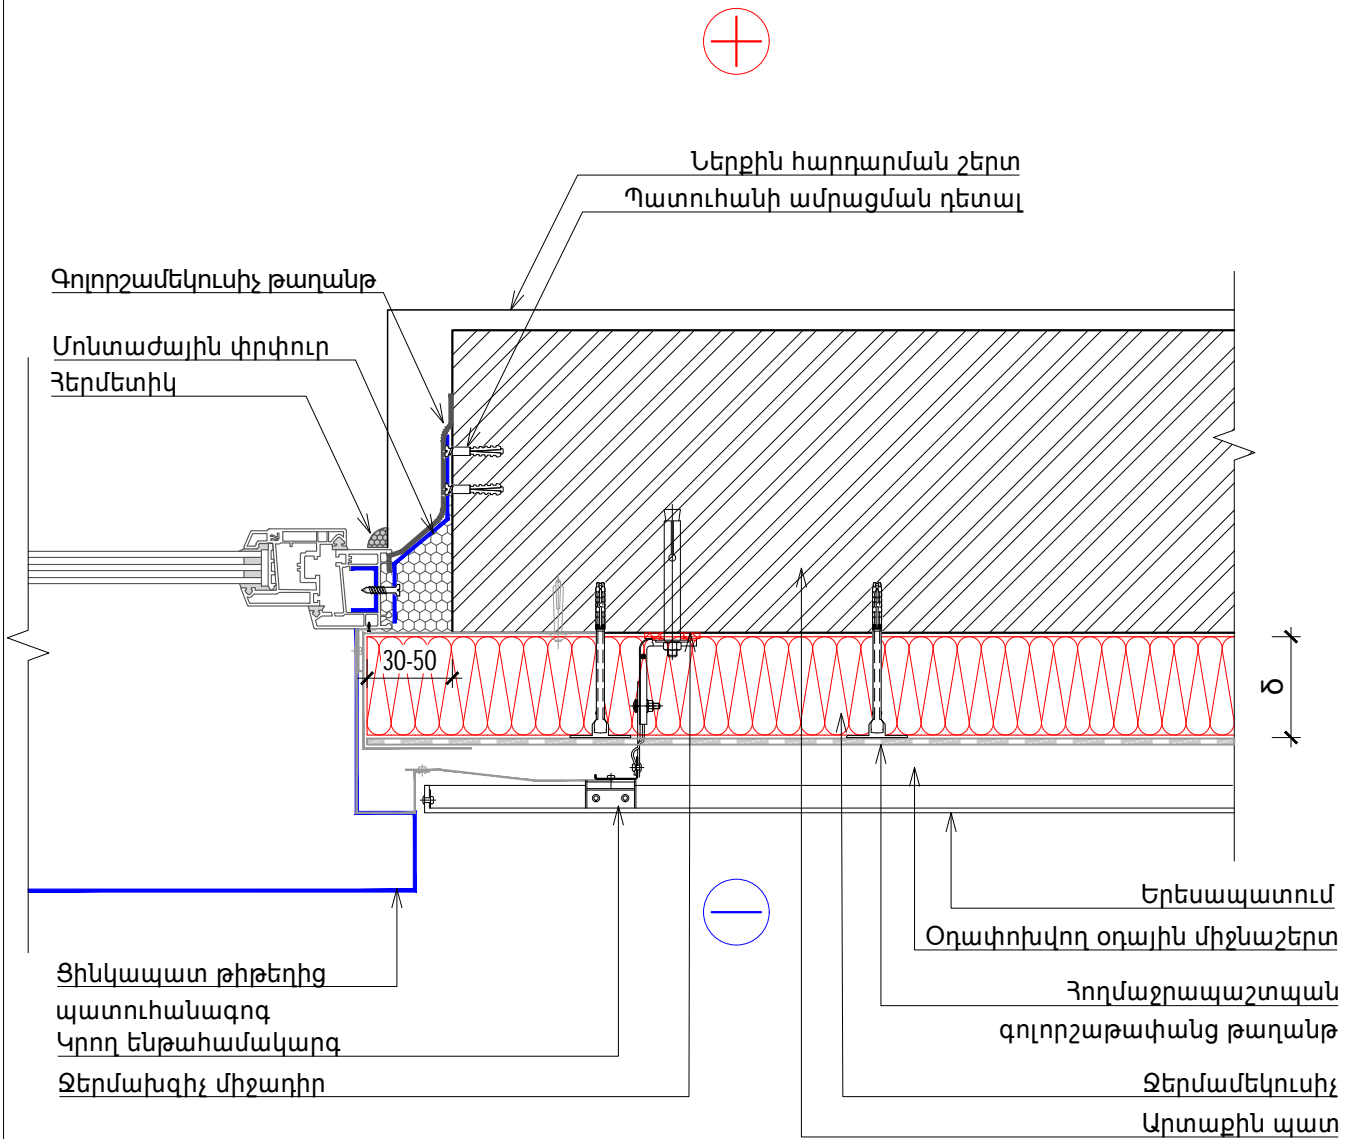 Ներքին հարդարման շերտ
Պատուհանի ամրացման դետալ
Գոլորշամեկուսիչ թաղանթ
Մոնտաժային փրփուր
Հերմետիկ
30-50
δ
Երեսապատում
Օդափոխվող օդային միջնաշերտ
Ցինկապատ թիթեղից
պատուհանագոգ
Հողմաջրապաշտպան
գոլորշաթափանց թաղանթ
Կրող ենթահամակարգ
Ջերմախզիչ միջադիր
Ջերմամեկուսիչ
Արտաքին պատ